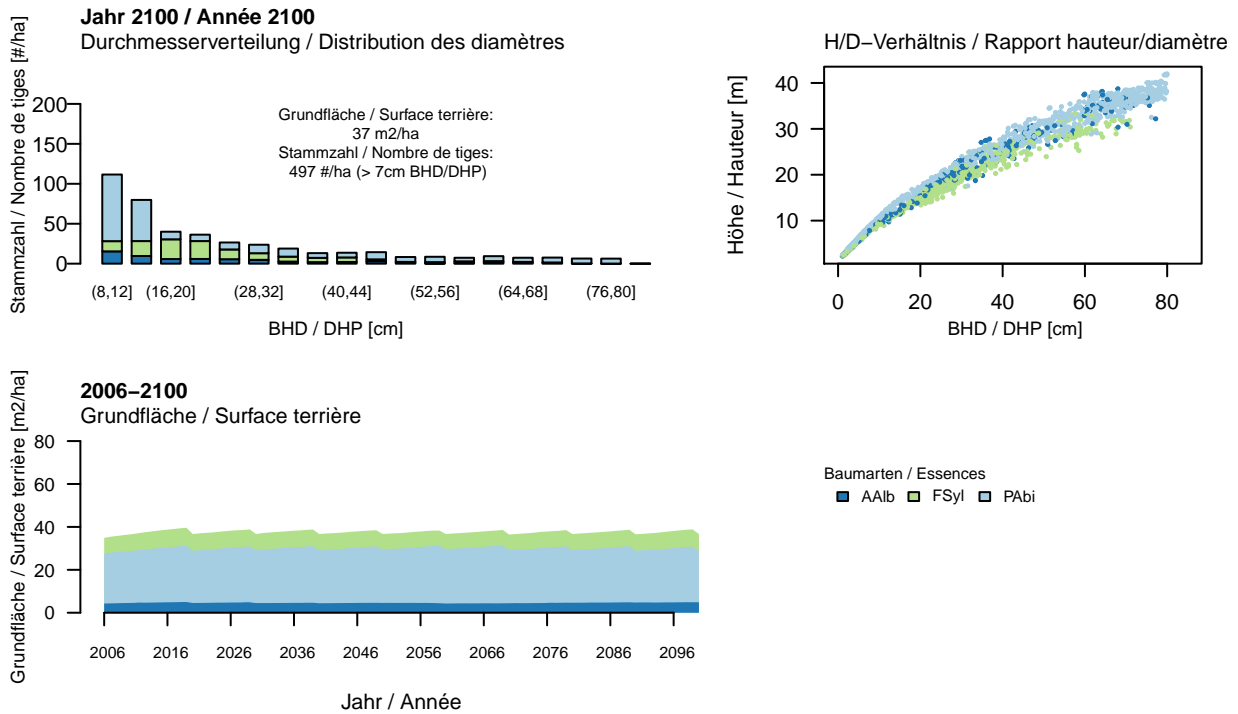 Jahr 2100 / Année 2100
Durchmesserverteilung / Distribution des diamètres
Stammzahl / Nombre de tiges [#/ha]
200
150
100
50
0
Grundfläche / Surface terrière:
37 m2/ha
Stammzahl / Nombre de tiges:
497 #/ha (> 7cm BHD/DHP)
(8,12] (16,20] (28,32] (40,44] (52,56] (64,68] (76,80]
BHD / DHP [cm]
H/D−Verhältnis / Rapport hauteur/diamètre
Höhe / Hauteur [m]
40
30
20
10
0 20 40 60 80
BHD / DHP [cm]
2006−2100
Grundfläche / Surface terrière
Grundfläche / Surface terrière [m2/ha]
80
60
40
20
0
2006 2016 2026 2036 2046 2056 2066 2076 2086 2096
Jahr / Année
Baumarten / Essences
AAlb FSyl PAbi